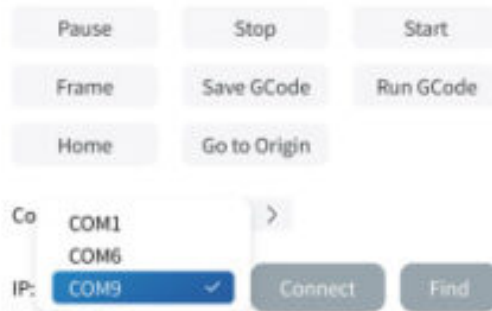 Pause Stop Start
Frame Save GCode Run GCode
Home Go to Origin
Co
COM1
COM6
IP: COM9 Connect Find